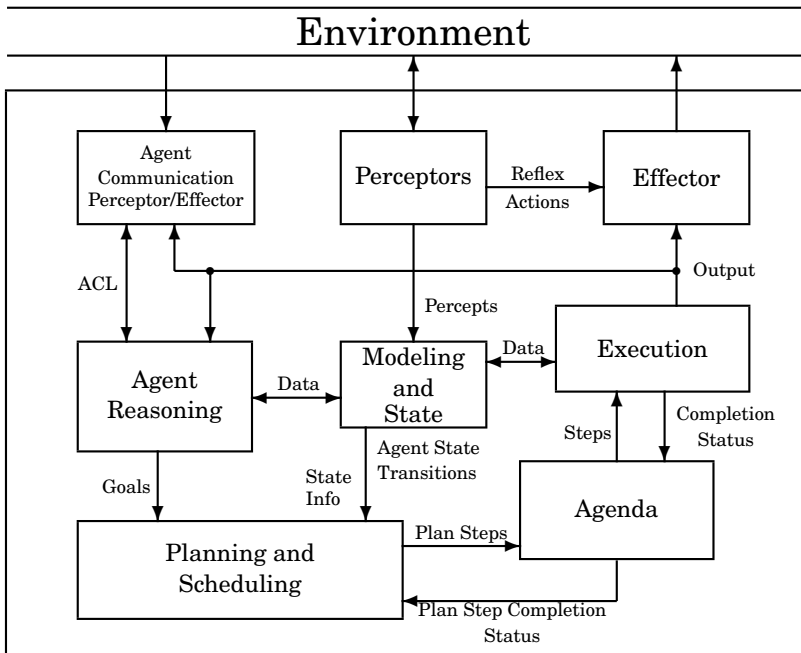 Environment
Agent
Communication
Perceptor/Effector
Perceptors
Reflex
Actions
Effector
ACL
Percepts
Output
Agent
Reasoning
Data
Modeling
and
State
Data
Execution
Goals
State
Info
Agent State
Transitions
Steps
Completion
Status
Planning and
Scheduling
Plan Steps
Agenda
Plan Step Completion
Status